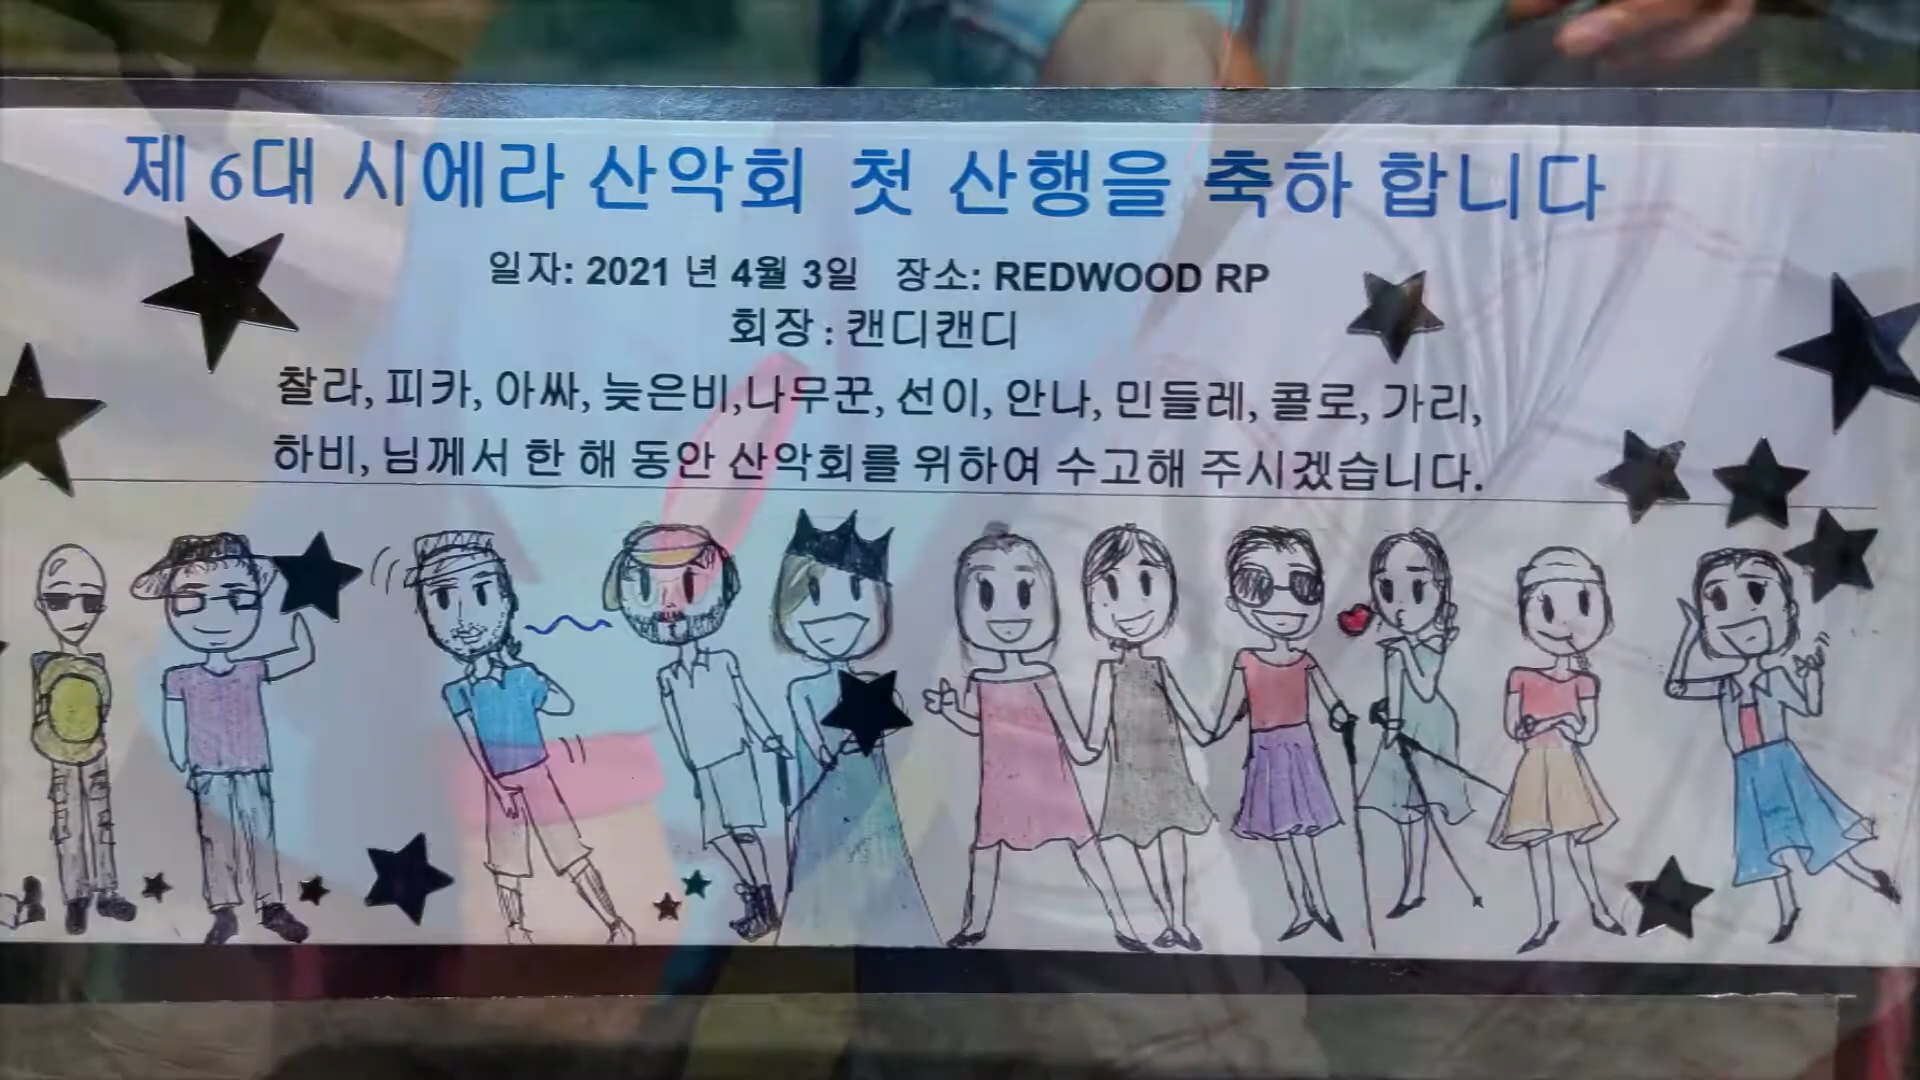 제 6대 시에라 산악회 첫 산행을 축하 합니다
일자: 2021 년 4월 3일 장소: REDWOOD RP
회장 : 캔디캔디
찰라, 피카, 아싸, 늦은비,나무꾼, 선이, 안나, 민들레, 콜로, 가리,
하비, 님께서 한 해 동안 산악회를 위하여 수고해 주시겠습니다.